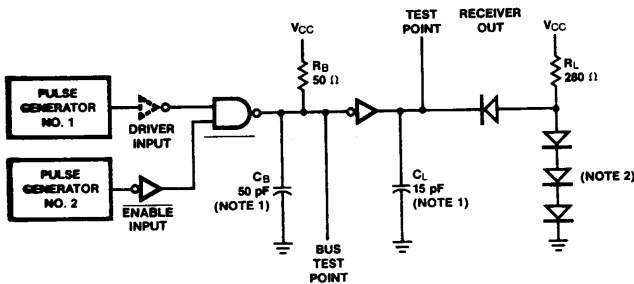 TEST
POINT
RECEIVER
OUT
VCC
VCC
RB
50 Ω
RL
280 Ω
PULSE
GENERATOR
NO. 1
DRIVER
INPUT
PULSE
GENERATOR
NO. 2
ENABLE
INPUT
CB
50 pF
(NOTE 1)
CL
15 pF
(NOTE 1)
(NOTE 2)
BUS
TEST
POINT